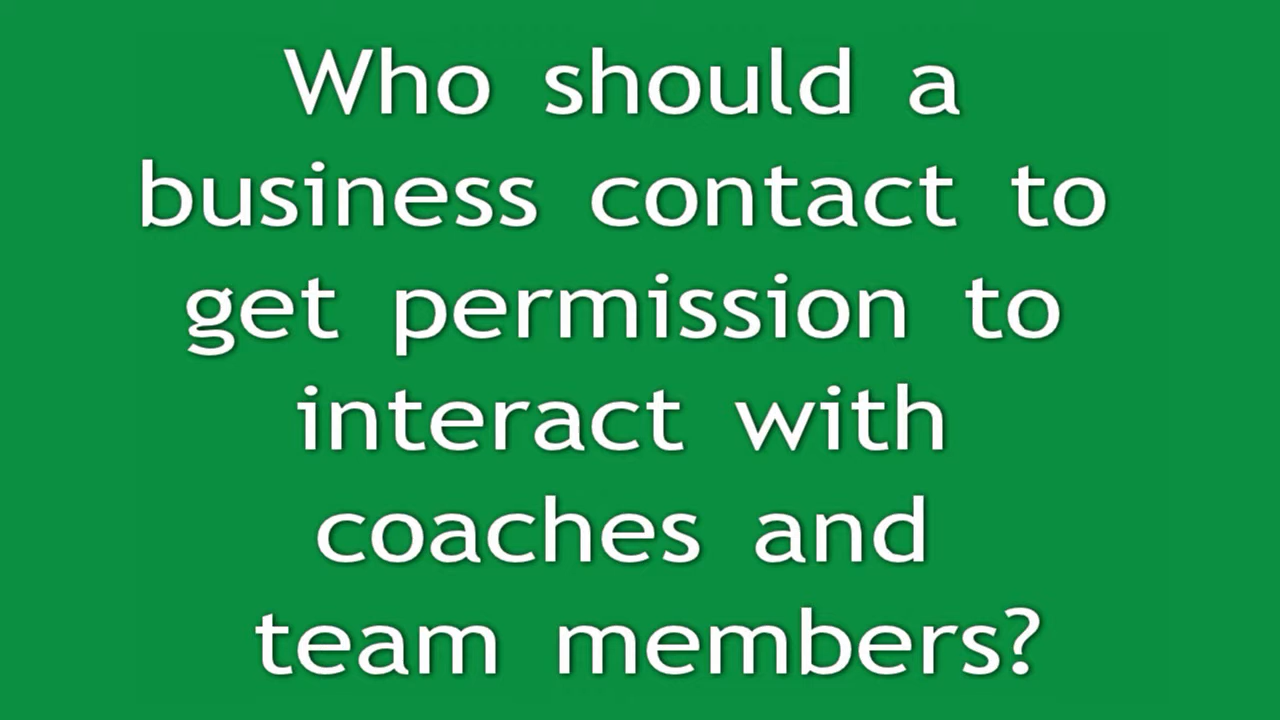 Who should a
business contact to
get permission to
interact with
coaches and
team members?